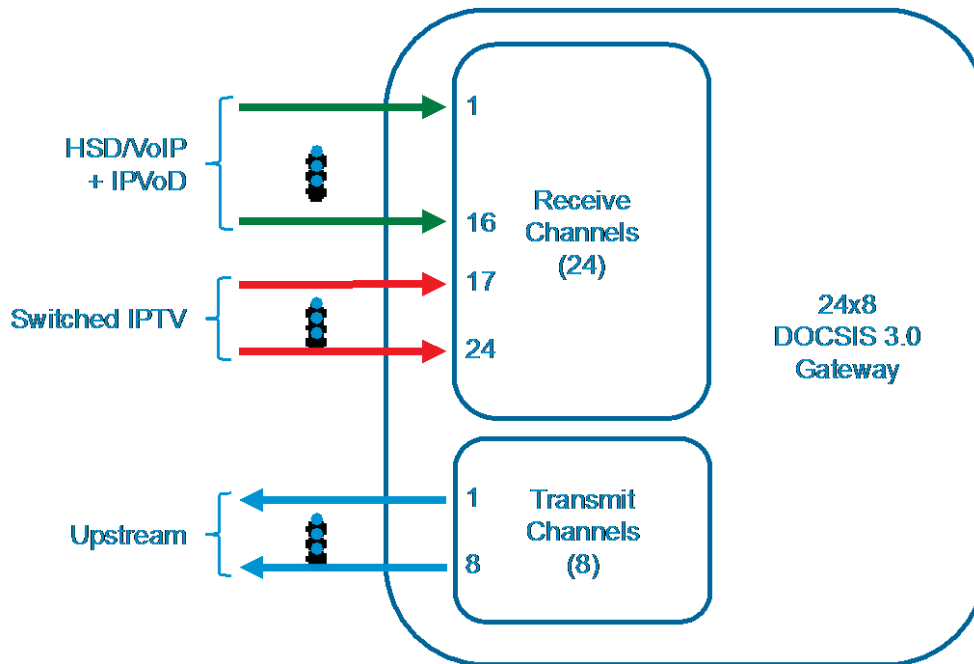 HSD/VoIP
+ IPVoD
1
16
Receive
Channels
(24)
Switched IPTV
17
24
24x8
DOCSIS 3.0
Gateway
Upstream
1
8
Transmit
Channels
(8)